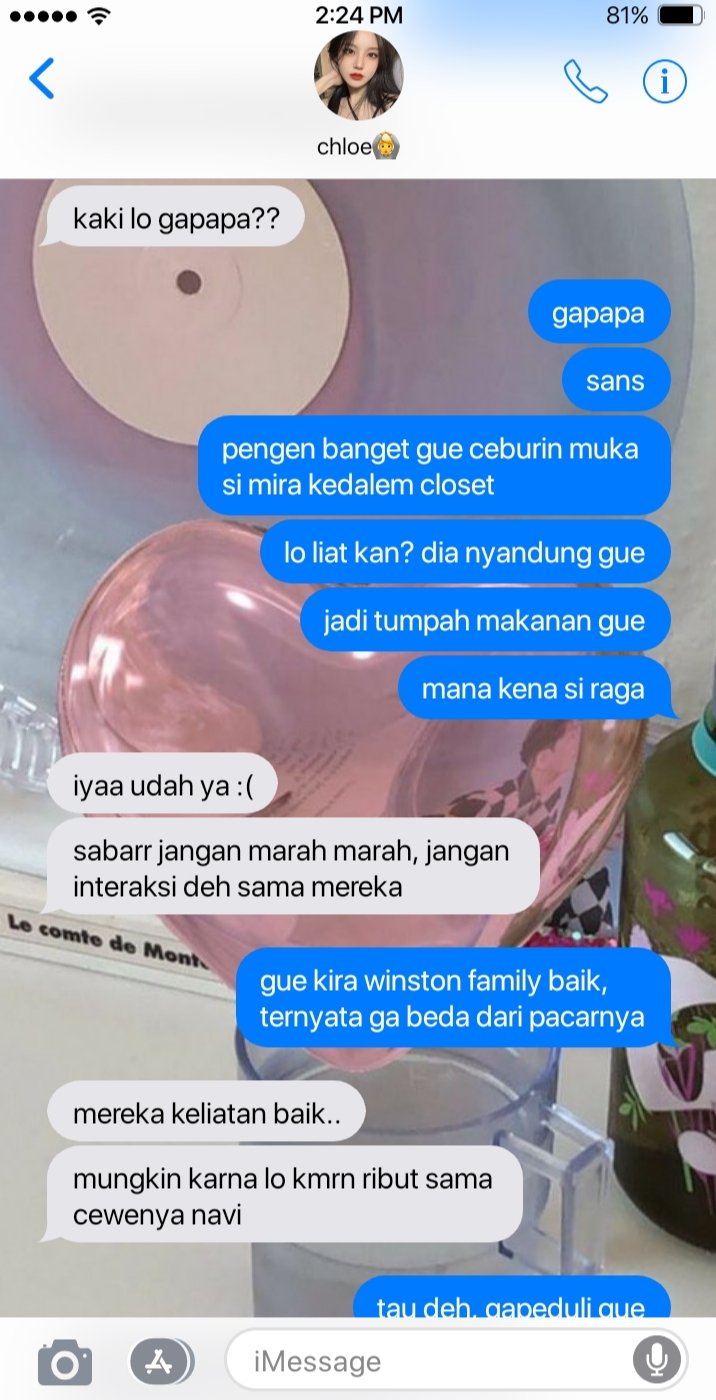 2:24 PM
81%
chloe
kaki lo gapapa??
gapapa
sans
pengen banget gue ceburin muka
si mira kedalem closet
lo liat kan? dia nyandung gue
jadi tumpah makanan gue
mana kena si raga
iyaa udah ya :(
sabarr jangan marah marah, jangan
interaksi deh sama mereka
Le comte de Mont
gue kira winston family baik,
ternyata ga beda dari pacarnya
mereka keliatan baik..
mungkin karna lo kmrn ribut sama
cewenya navi
tau deh, gapeduli gue
iMessage